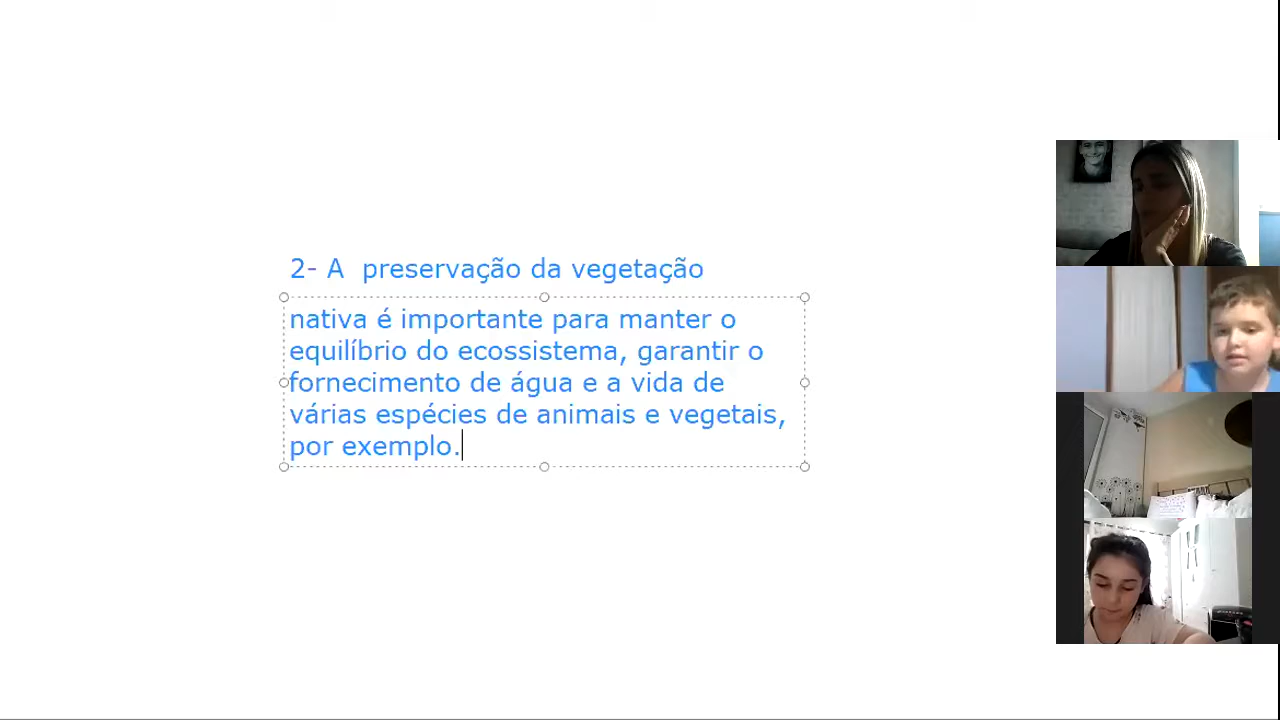 2- A  preservação da vegetação
nativa é importante para manter o
equilíbrio do ecossistema, garantir o
fornecimento de água e a vida de
várias espécies de animais e vegetais,
por exemplo.